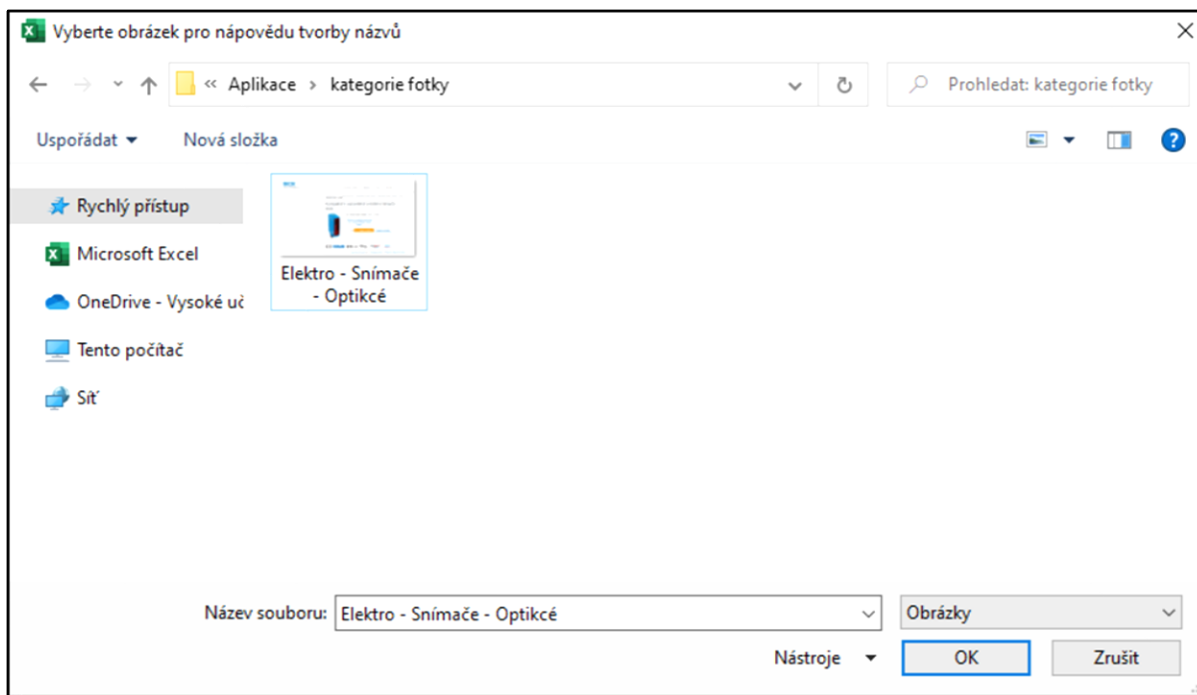 Vyberte obrázek pro nápovědu tvorby názvů
« Aplikace › kategorie fotky
Prohledat: kategorie fotky
Uspořádat
Nová složka
Rychlý přístup
Microsoft Excel
OneDrive - Vysoké uč
Tento počítač
Síť
Elektro - Snímače
- Optikcé
Název souboru: Elektro - Snímače - Optikcé
Obrázky
Nástroje
OK
Zrušit